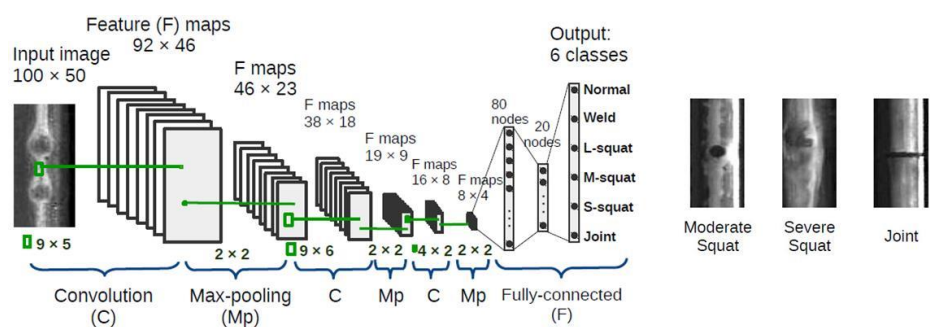 Input image
100 × 50
Feature (F) maps
92 × 46
F maps
46 × 23
F maps
38 × 18
F maps
19 × 9
F maps
16 × 8
F maps
8 × 4
80
nodes
20
nodes
Output:
6 classes
Normal
Weld
L-squat
M-squat
S-squat
Joint
9 × 5
2 × 2
9 × 6
2 × 2
4 × 2
2 × 2
Convolution
(C)
Max-pooling
(Mp)
C
Mp
C
Mp
Fully-connected
(F)
Moderate
Squat
Severe
Squat
Joint